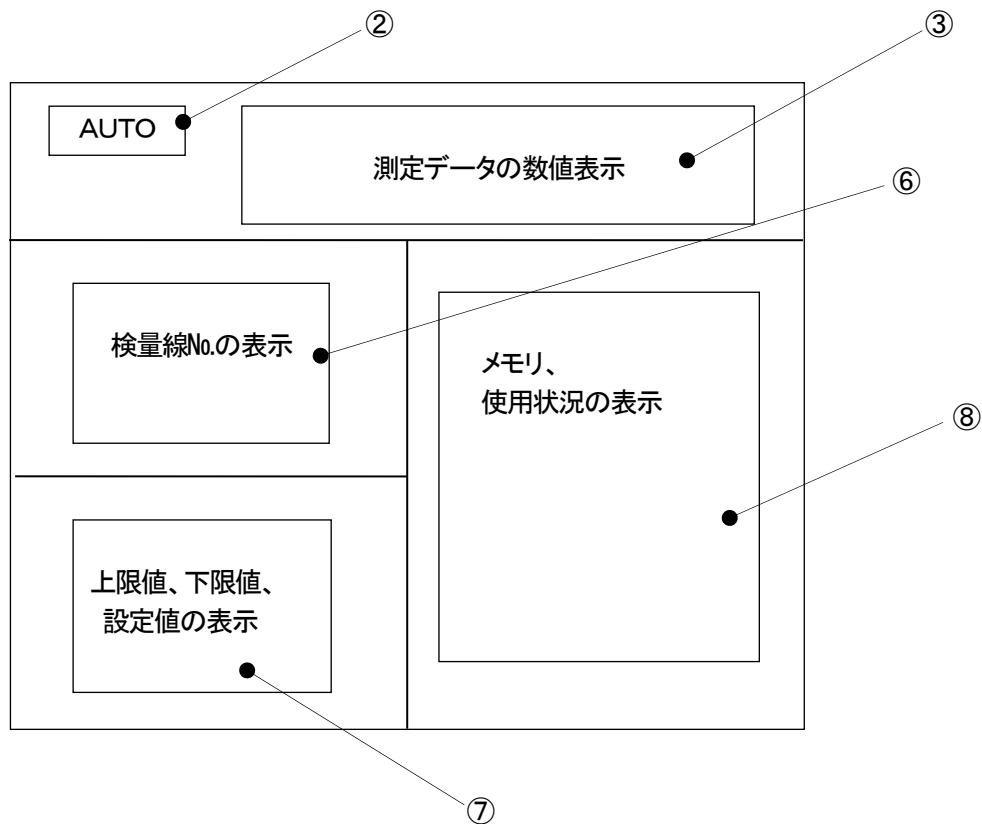 ②
③
AUTO
測定データの数値表示
⑥
検量線№の表示
メモリ、
使用状況の表示
⑧
上限値、下限値、
設定値の表示
⑦